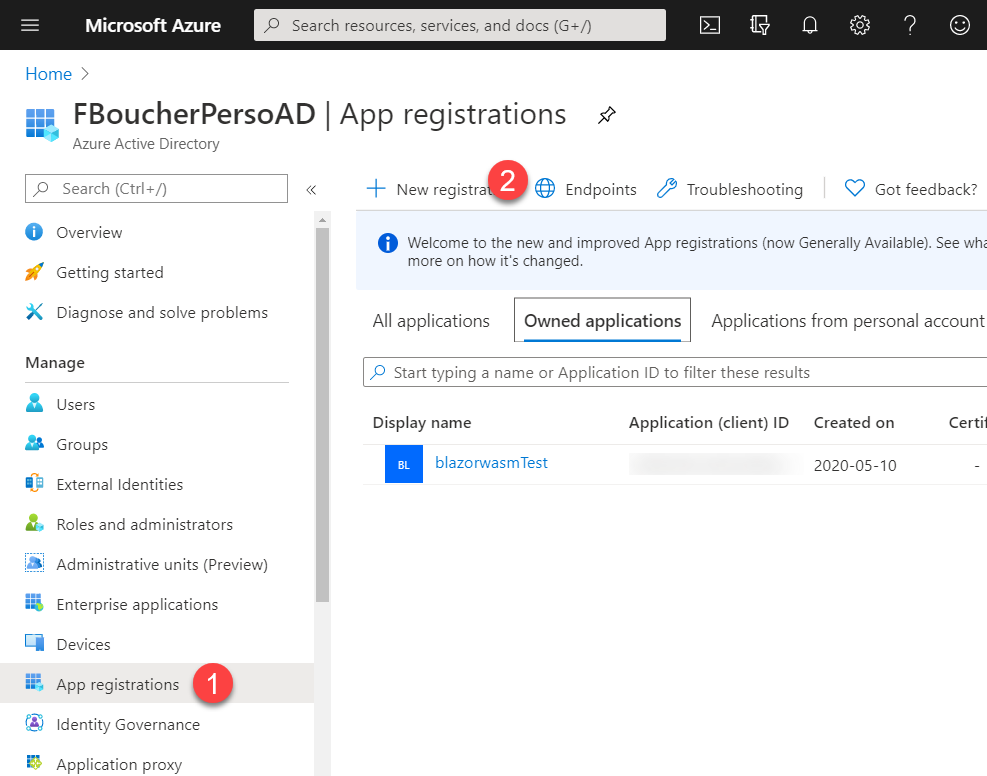 Microsoft Azure
Search resources, services, and docs (G+/)
Home
FBoucherPersoAD | App registrations
Azure Active Directory
Search (Ctrl+/)
«
Overview
Getting started
Diagnose and solve problems
Manage
Users
Groups
External Identities
Roles and administrators
Administrative units (Preview)
Enterprise applications
Devices
App registrations
1
Identity Governance
Application proxy
New registrat
2
Endpoints
Troubleshooting
Got feedback?
Welcome to the new and improved App registrations (now Generally Available). See wha
more on how it's changed.
All applications
Owned applications
Applications from personal account
Start typing a name or Application ID to filter these results
Display name
Application (client) ID
Created on
Certif
BL
blazorwasmTest
2020-05-10
-